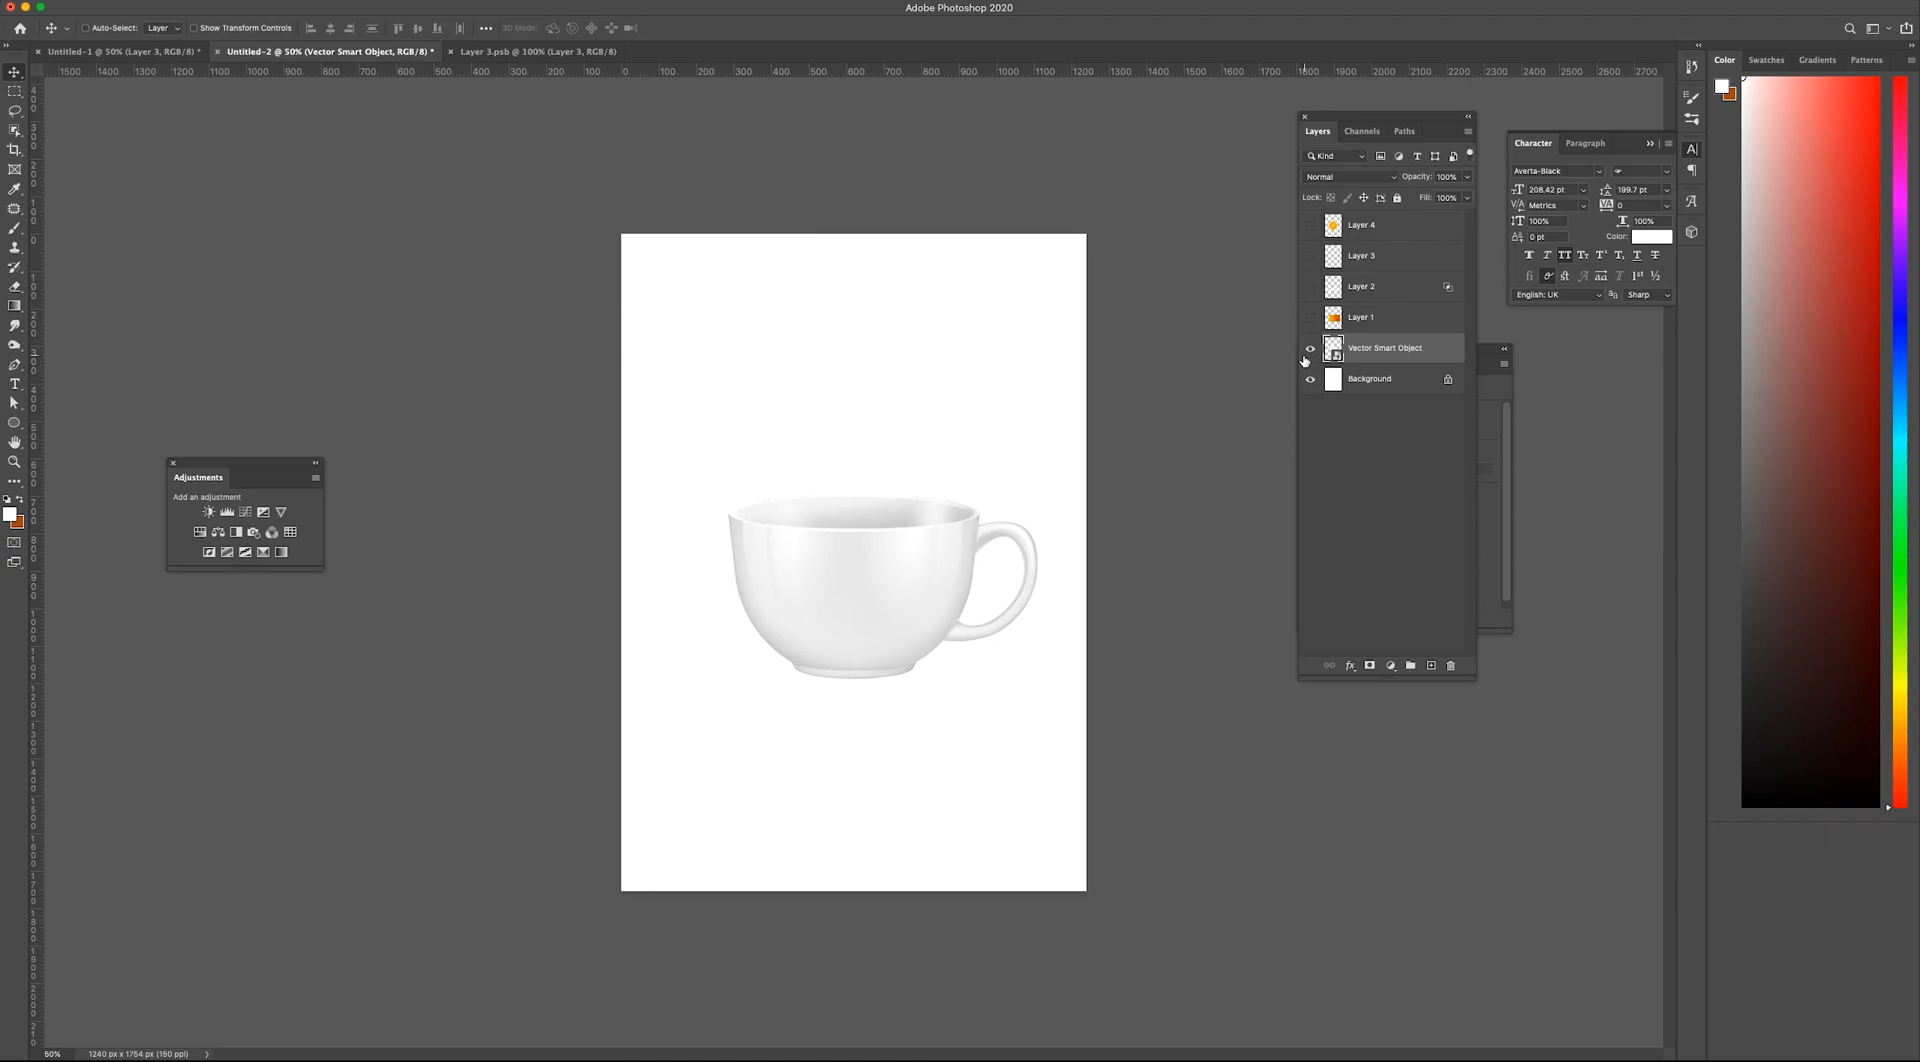 Adobe Photoshop 2020
Auto-Select: Layer Show Transform Controls 3D Mode:
Untitled-1 @ 50% (Layer 3, RGB/8) * Untitled-2 @ 50% (Vector Smart Object, RGB/8) * Layer 3.psb @ 100% (Layer 3, RGB/8)
1500 1400 1300 1200 1100 1000 900 800 700 600 500 400 300 200 100 0 100 200 300 400 500 600 700 800 900 1000 1100 1200 1300 1400 1500 1600 1700 1800 1900 2000 2100 2200 2300 2400 2500 2600 2700
Color Swatches Gradients Patterns
Layers Channels Paths
Kind
Normal Opacity: 100%
Lock: Fill: 100%
Layer 4
Layer 3
Layer 2
Layer 1
Vector Smart Object
Background
Character Paragraph
Averta-Black
208.42 pt 199.7 pt
Metrics 0
100% 100%
0 pt Color:
English: UK Sharp
Adjustments
Add an adjustment
50% 1240 px x 1754 px (150 ppi)